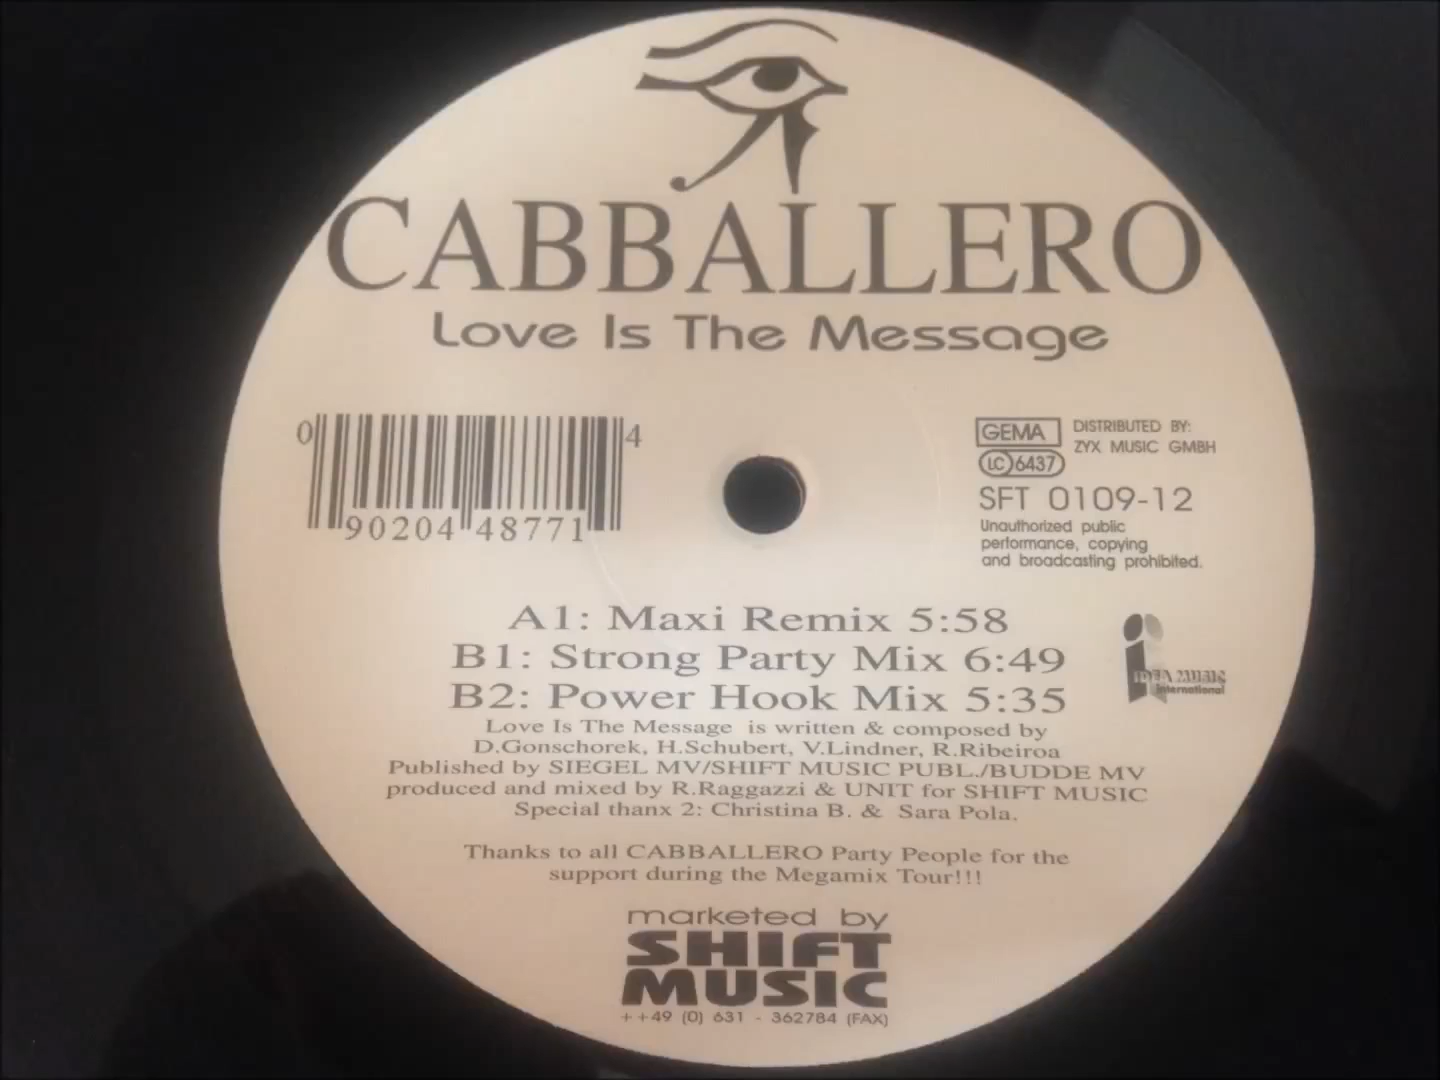 CABBALLERO
Love Is The Message
0 90204 48771 4
GEMA
LC 6437
DISTRIBUTED BY:
ZYX MUSIC GMBH
SFT 0109-12
Unauthorized public
performance, copying
and broadcasting prohibited.
A1: Maxi Remix 5:58
B1: Strong Party Mix 6:49
B2: Power Hook Mix 5:35
IDEA MUSIC
International
Love Is The Message is written & composed by
D.Gonschorek, H.Schubert, V.Lindner, R.Ribeiroa
Published by SIEGEL MV/SHIFT MUSIC PUBL./BUDDE MV
produced and mixed by R.Raggazzi & UNIT for SHIFT MUSIC
Special thanx 2: Christina B. & Sara Pola.
Thanks to all CABBALLERO Party People for the
support during the Megamix Tour!!!
marketed by
SHIFT
MUSIC
++49 (0) 631 - 362784 (FAX)